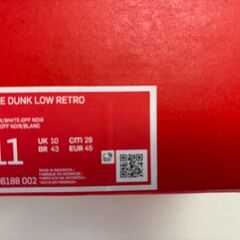 E DUNK LOW RETRO
/WHITE-OFF NOIR
OFF NOIR/BLANC
11
UK 10
CM 29
BR 43
EUR 45
6188 002
MADE IN INDONESIA
FABRIQUÉ EN INDONÉSIE
HECHO EN INDONESIA